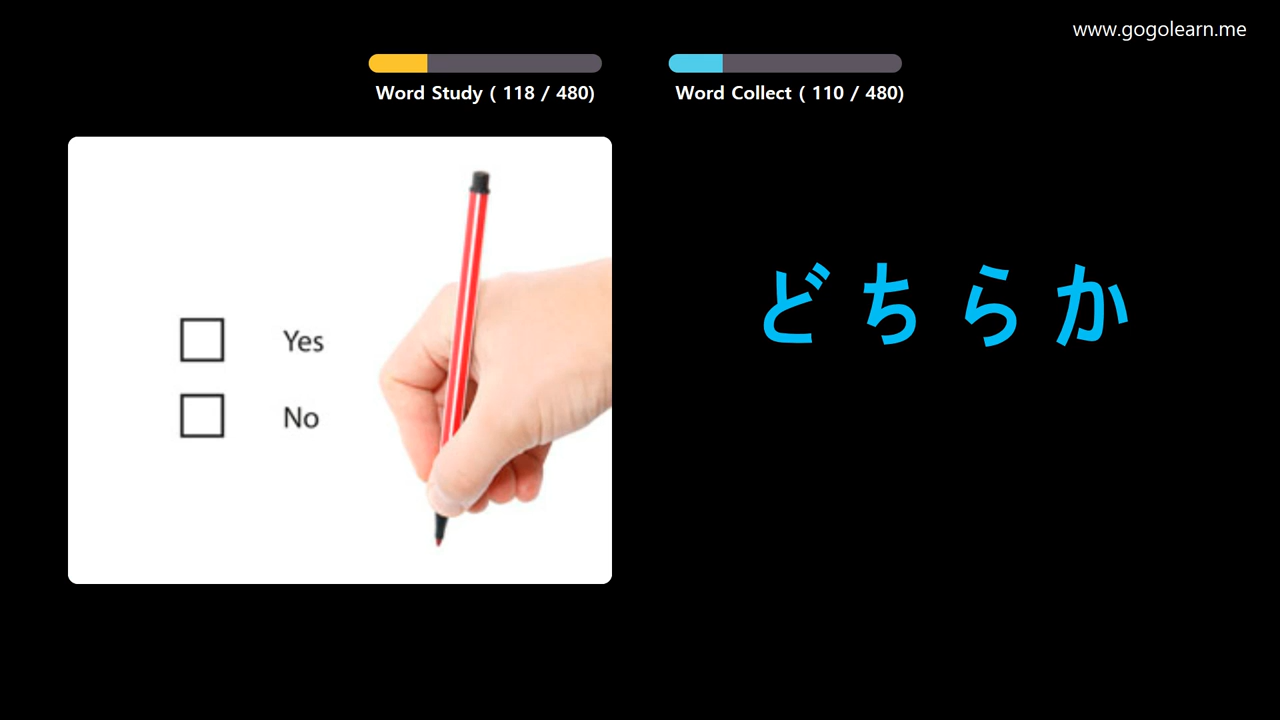 www.gogolearn.me
Word Study ( 118 / 480)
Word Collect ( 110 / 480)
Yes
No
どちらか